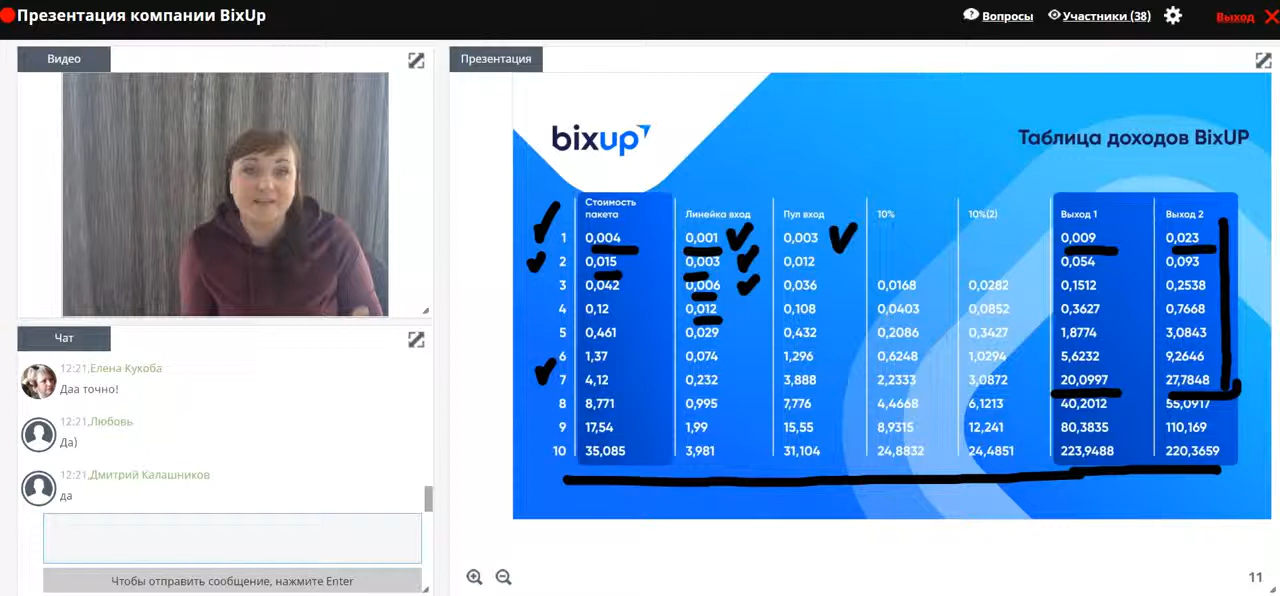 Презентация компании BixUp
Вопросы
Участники (38)
Выход
Видео
Презентация
bixup
Таблица доходов BixUP
Стоимость пакета Линейка вход Пул вход 10% 10%(2) Выход 1 Выход 2
1 0,004 0,001 0,003 0,009 0,023
2 0,015 0,003 0,012 0,054 0,093
3 0,042 0,006 0,036 0,0168 0,0282 0,1512 0,2538
4 0,12 0,012 0,108 0,0403 0,0852 0,3627 0,7668
5 0,461 0,029 0,432 0,2086 0,3427 1,8774 3,0843
6 1,37 0,074 1,296 0,6248 1,0294 5,6232 9,2646
7 4,12 0,232 3,888 2,2333 3,0872 20,0997 27,7848
8 8,771 0,995 7,776 4,4668 6,1213 40,2012 55,0917
9 17,54 1,99 15,55 8,9315 12,241 80,3835 110,169
10 35,085 3,981 31,104 24,8832 24,4851 223,9488 220,3659
11
Чат
12:21,Елена Кукоба
Даа точно!
12:21,Любовь
Да)
12:21,Дмитрий Калашников
да
Чтобы отправить сообщение, нажмите Enter